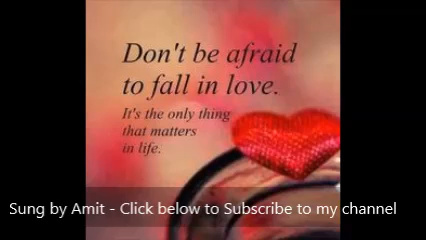 Don't be afraid
to fall in love.
It's the only thing
that matters
in life.
Sung by Amit - Click below to Subscribe to my channel